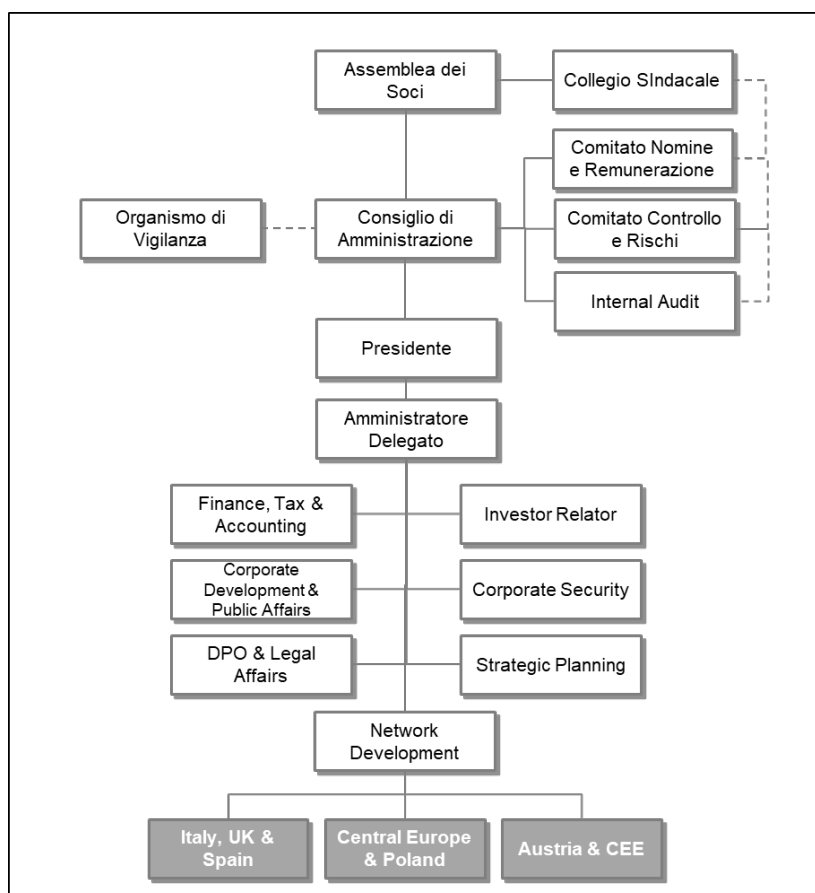 Assemblea dei
Soci
Collegio SIndacale
Comitato Nomine
e Remunerazione
Organismo di
Vigilanza
Consiglio di
Amministrazione
Comitato Controllo
e Rischi
Internal Audit
Presidente
Amministratore
Delegato
Finance, Tax &
Accounting
Investor Relator
Corporate
Development &
Public Affairs
Corporate Security
DPO & Legal
Affairs
Strategic Planning
Network
Development
Italy, UK &
Spain
Central Europe
& Poland
Austria & CEE